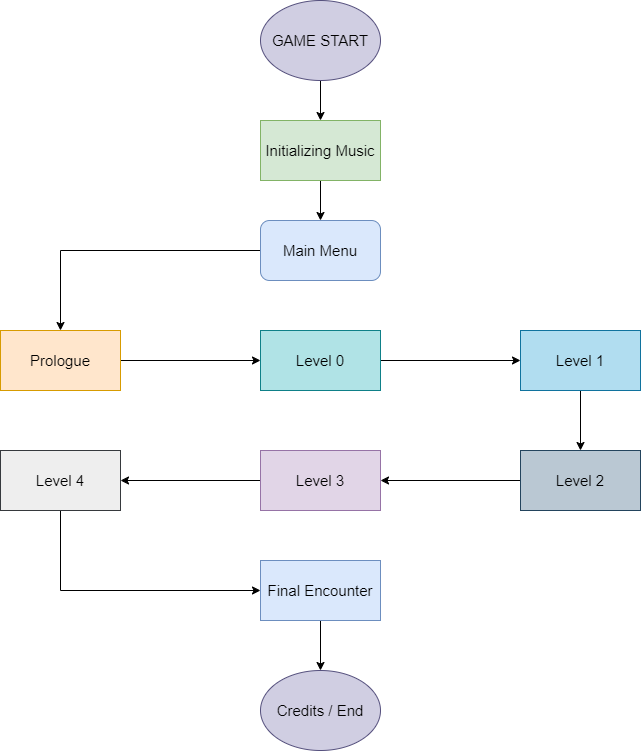 GAME START
Initializing Music
Main Menu
Prologue
Level 0
Level 1
Level 4
Level 3
Level 2
Final Encounter
Credits / End